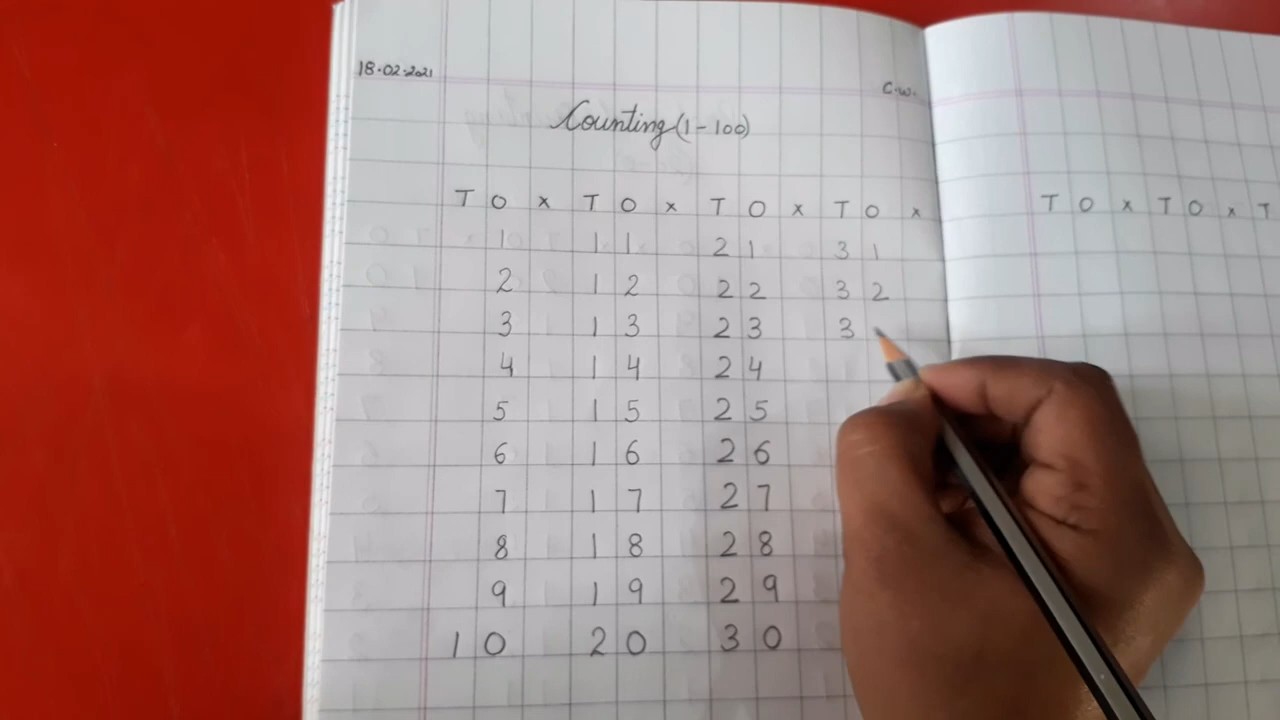 18.02.2021
C.W.
Counting (1-100)
T O x T O x T O x T O x
1 1 1 2 1 3 1
2 1 2 2 2 3 2
3 1 3 2 3 3
4 1 4 2 4
5 1 5 2 5
6 1 6 2 6
7 1 7 2 7
8 1 8 2 8
9 1 9 2 9
1 0 2 0 3 0
T O x T O x T